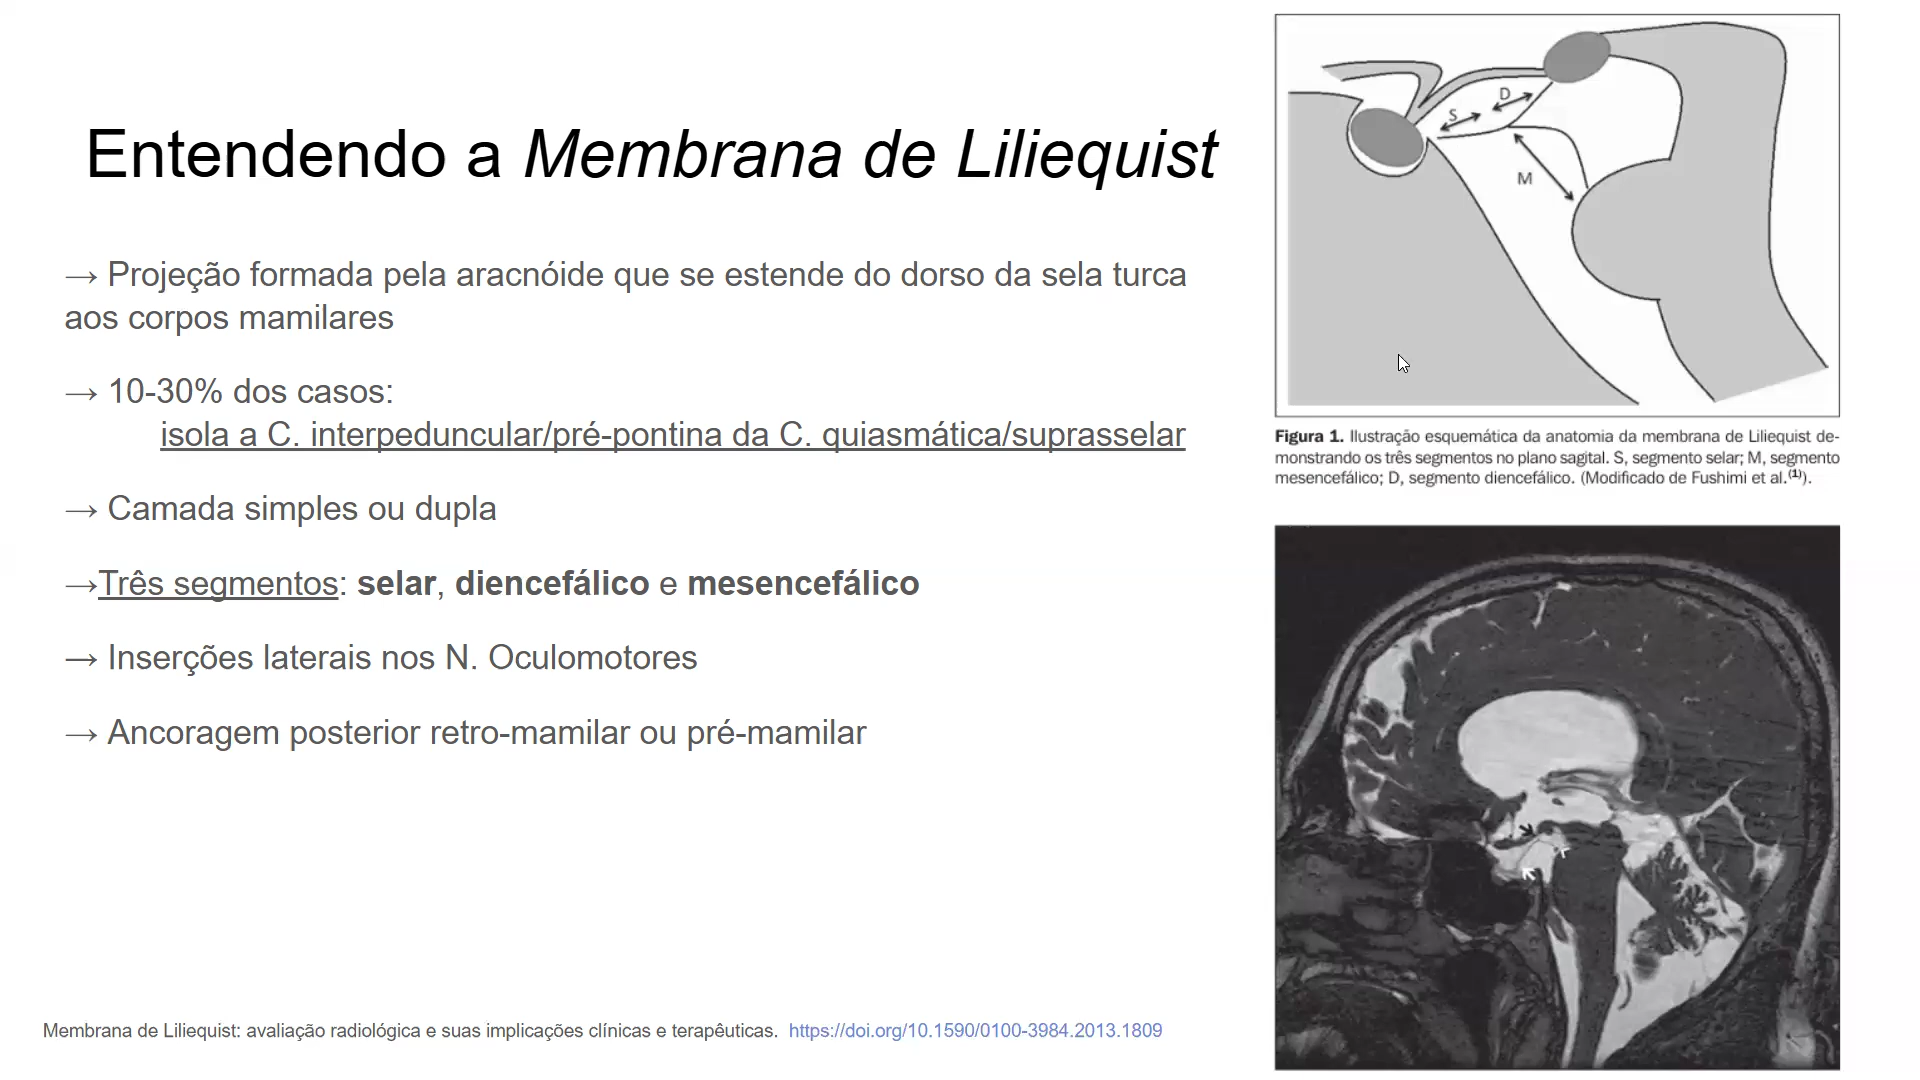 Entendendo a Membrana de Liliequist
→ Projeção formada pela aracnóide que se estende do dorso da sela turca
aos corpos mamilares
→ 10-30% dos casos:
isola a C. interpeduncular/pré-pontina da C. quiasmática/suprasselar
→ Camada simples ou dupla
→Três segmentos: selar, diencefálico e mesencefálico
→ Inserções laterais nos N. Oculomotores
→ Ancoragem posterior retro-mamilar ou pré-mamilar
Membrana de Liliequist: avaliação radiológica e suas implicações clínicas e terapêuticas. https://doi.org/10.1590/0100-3984.2013.1809
D
S
M
Figura 1. Ilustração esquemática da anatomia da membrana de Liliequist de-
monstrando os três segmentos no plano sagital. S, segmento selar; M, segmento
mesencefálico; D, segmento diencefálico. (Modificado de Fushimi et al.(1)).